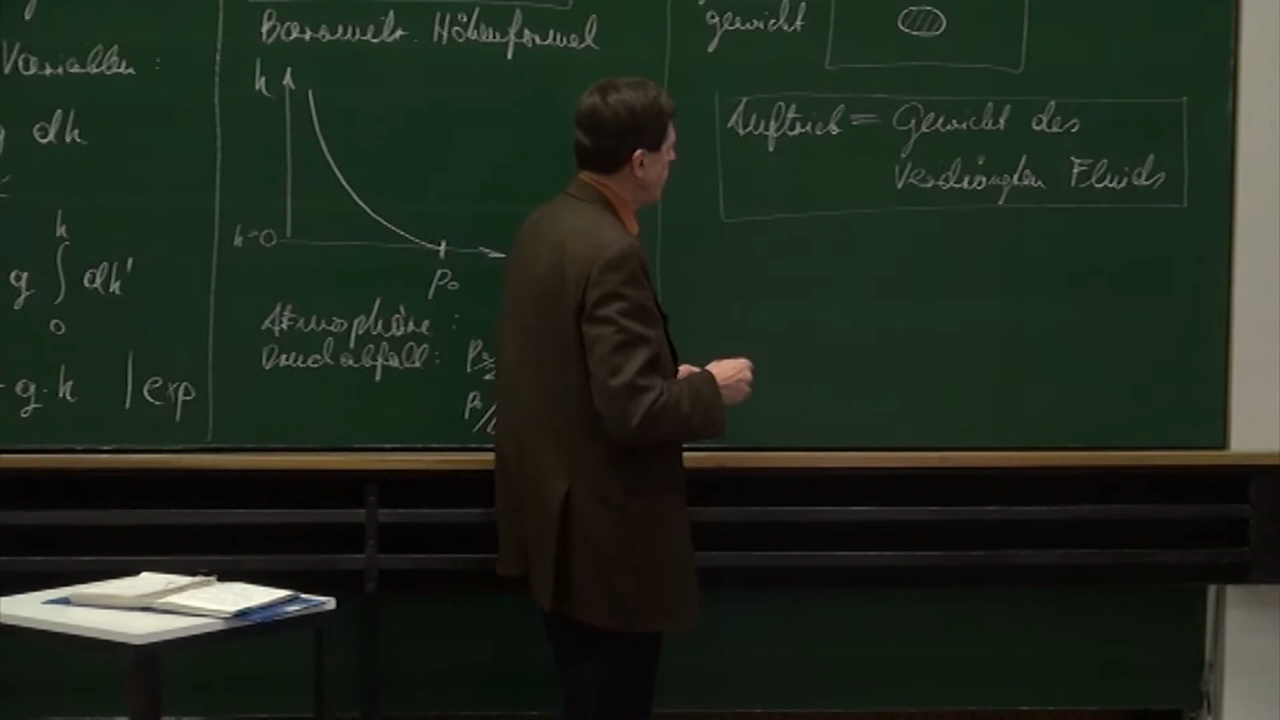 Variablen :
g dh
h
g ∫ dh'
0
- g·h | exp
Barometr. Höhenformel
h
h=0
p₀
Atmosphäre :
Druckabfall :
gewicht
Auftrieb = Gewicht des
verdrängten Fluids